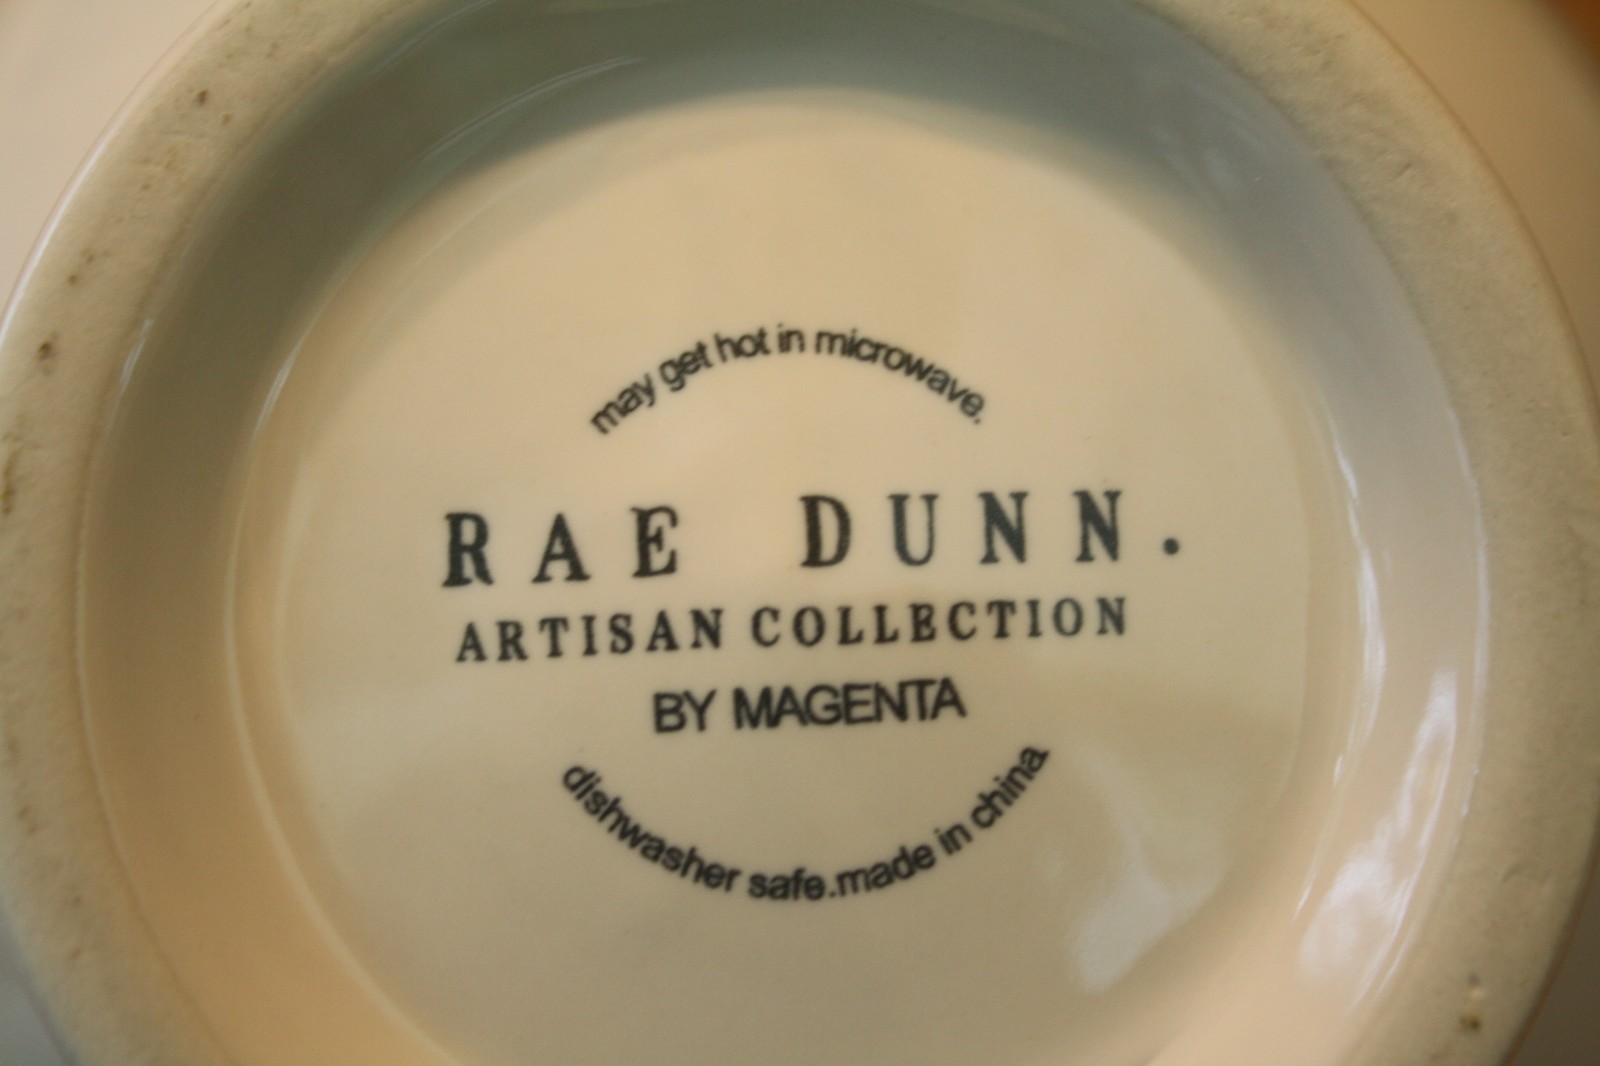 may get hot in microwave.
RAE DUNN.
ARTISAN COLLECTION
BY MAGENTA
dishwasher safe.made in china